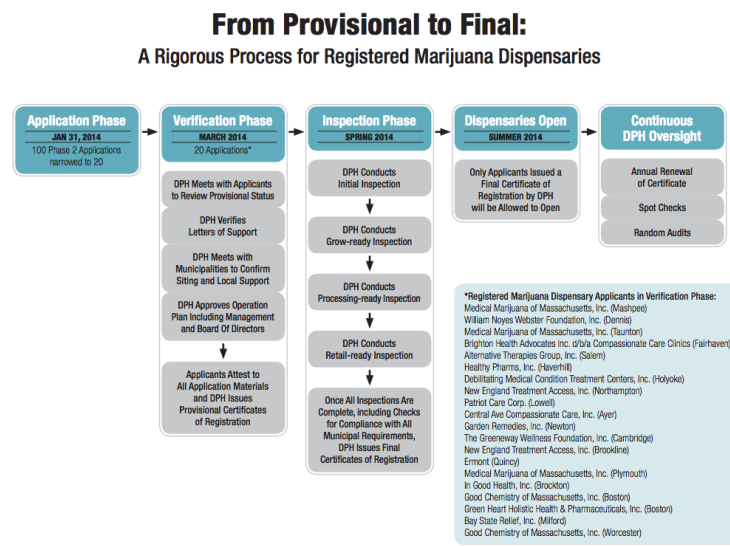 From Provisional to Final:
A Rigorous Process for Registered Marijuana Dispensaries
Application Phase
JAN 31, 2014
100 Phase 2 Applications
narrowed to 20
Verification Phase
MARCH 2014
20 Applications*
DPH Meets with Applicants
to Review Provisional Status
DPH Verifies
Letters of Support
DPH Meets with
Municipalities to Confirm
Siting and Local Support
DPH Approves Operation
Plan Including Management
and Board Of Directors
Applicants Attest to
All Application Materials
and DPH Issues
Provisional Certificates
of Registration
Inspection Phase
SPRING 2014
DPH Conducts
Initial Inspection
DPH Conducts
Grow-ready Inspection
DPH Conducts
Processing-ready Inspection
DPH Conducts
Retail-ready Inspection
Once All Inspections Are
Complete, including Checks
for Compliance with All
Municipal Requirements,
DPH Issues Final
Certificates of Registration
Dispensaries Open
SUMMER 2014
Only Applicants Issued a
Final Certificate of
Registration by DPH
will be Allowed to Open
Continuous
DPH Oversight
Annual Renewal
of Certificate
Spot Checks
Random Audits
*Registered Marijuana Dispensary Applicants in Verification Phase:
Medical Marijuana of Massachusetts, Inc. (Mashpee)
William Noyes Webster Foundation, Inc. (Dennis)
Medical Marijuana of Massachusetts, Inc. (Taunton)
Brighton Health Advocates Inc. d/b/a Compassionate Care Clinics (Fairhaven)
Alternative Therapies Group, Inc. (Salem)
Healthy Pharms, Inc. (Haverhill)
Debilitating Medical Condition Treatment Centers, Inc. (Holyoke)
New England Treatment Access, Inc. (Northampton)
Patriot Care Corp. (Lowell)
Central Ave Compassionate Care, Inc. (Ayer)
Garden Remedies, Inc. (Newton)
The Greeneway Wellness Foundation, Inc. (Cambridge)
New England Treatment Access, Inc. (Brookline)
Ermont (Quincy)
Medical Marijuana of Massachusetts, Inc. (Plymouth)
In Good Health, Inc. (Brockton)
Good Chemistry of Massachusetts, Inc. (Boston)
Green Heart Holistic Health & Pharmaceuticals, Inc. (Boston)
Bay State Relief, Inc. (Milford)
Good Chemistry of Massachusetts, Inc. (Worcester)